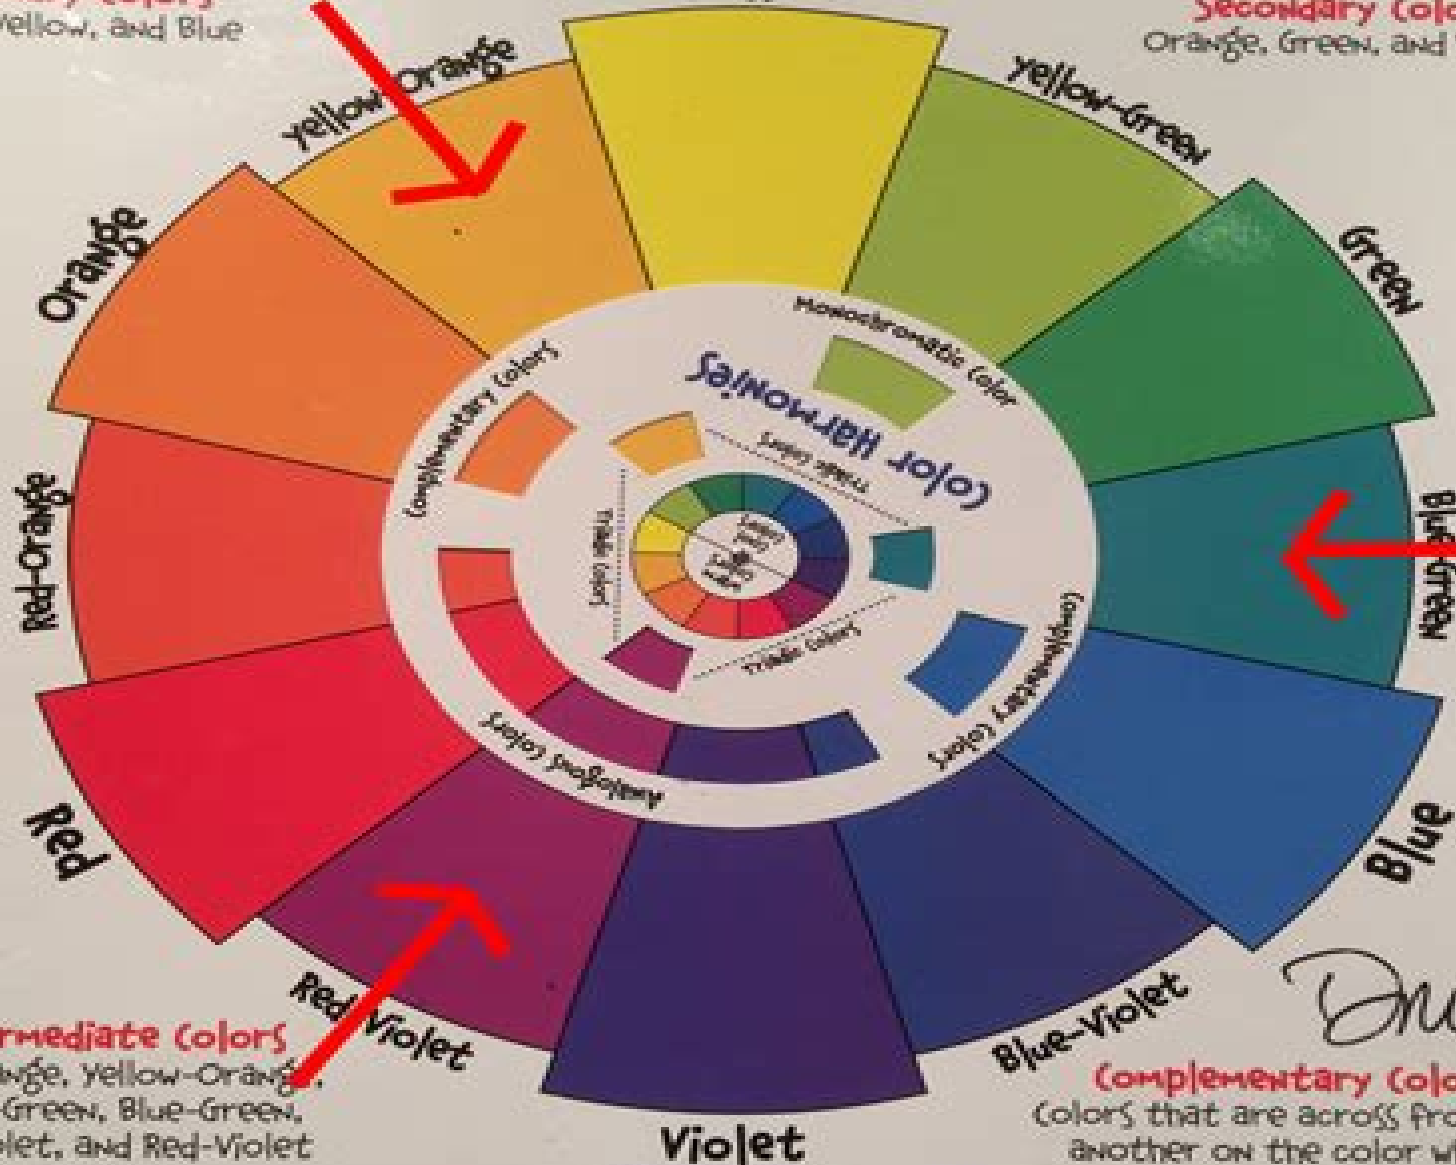 Yellow, and Blue
Secondary Colo
Orange, Green, and
Yellow-Orange
Yellow-Green
Orange
Green
Red-Orange
Blue-Green
Red
Blue
Red-Violet
Blue-Violet
Violet
Monochromatic Color
Color Harmonies
Complementary Colors
Triadic Colors
Triadic Colors
Triadic Colors
Complementary Colors
Analogous Colors
rmediate Colors
ange, Yellow-Orange,
-Green, Blue-Green,
olet, and Red-Violet
Complementary Colo
Colors that are across fro
another on the color w